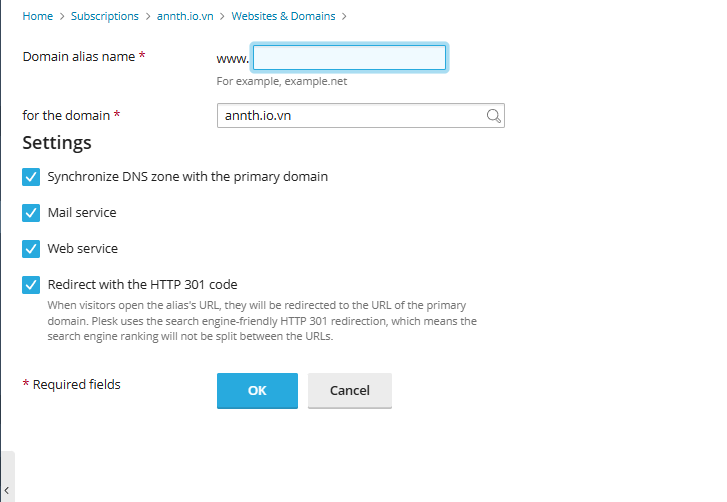 Home > Subscriptions > annth.io.vn > Websites & Domains >
Domain alias name *
www.
For example, example.net
for the domain *
annth.io.vn
Settings
Synchronize DNS zone with the primary domain
Mail service
Web service
Redirect with the HTTP 301 code
When visitors open the alias's URL, they will be redirected to the URL of the primary
domain. Plesk uses the search engine-friendly HTTP 301 redirection, which means the
search engine ranking will not be split between the URLs.
* Required fields
OK
Cancel